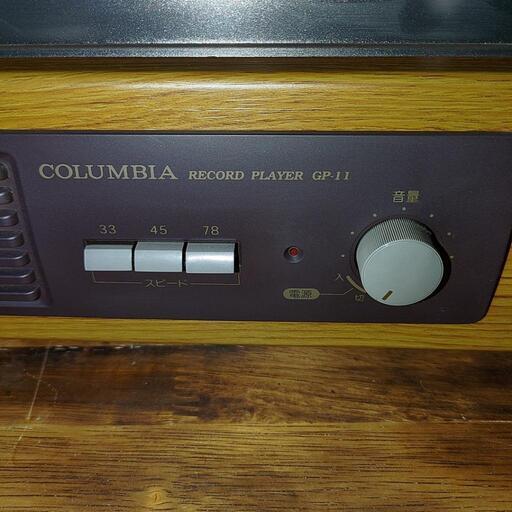 COLUMBIA RECORD PLAYER GP-11
音量
33 45 78
スピード
入
電源
切